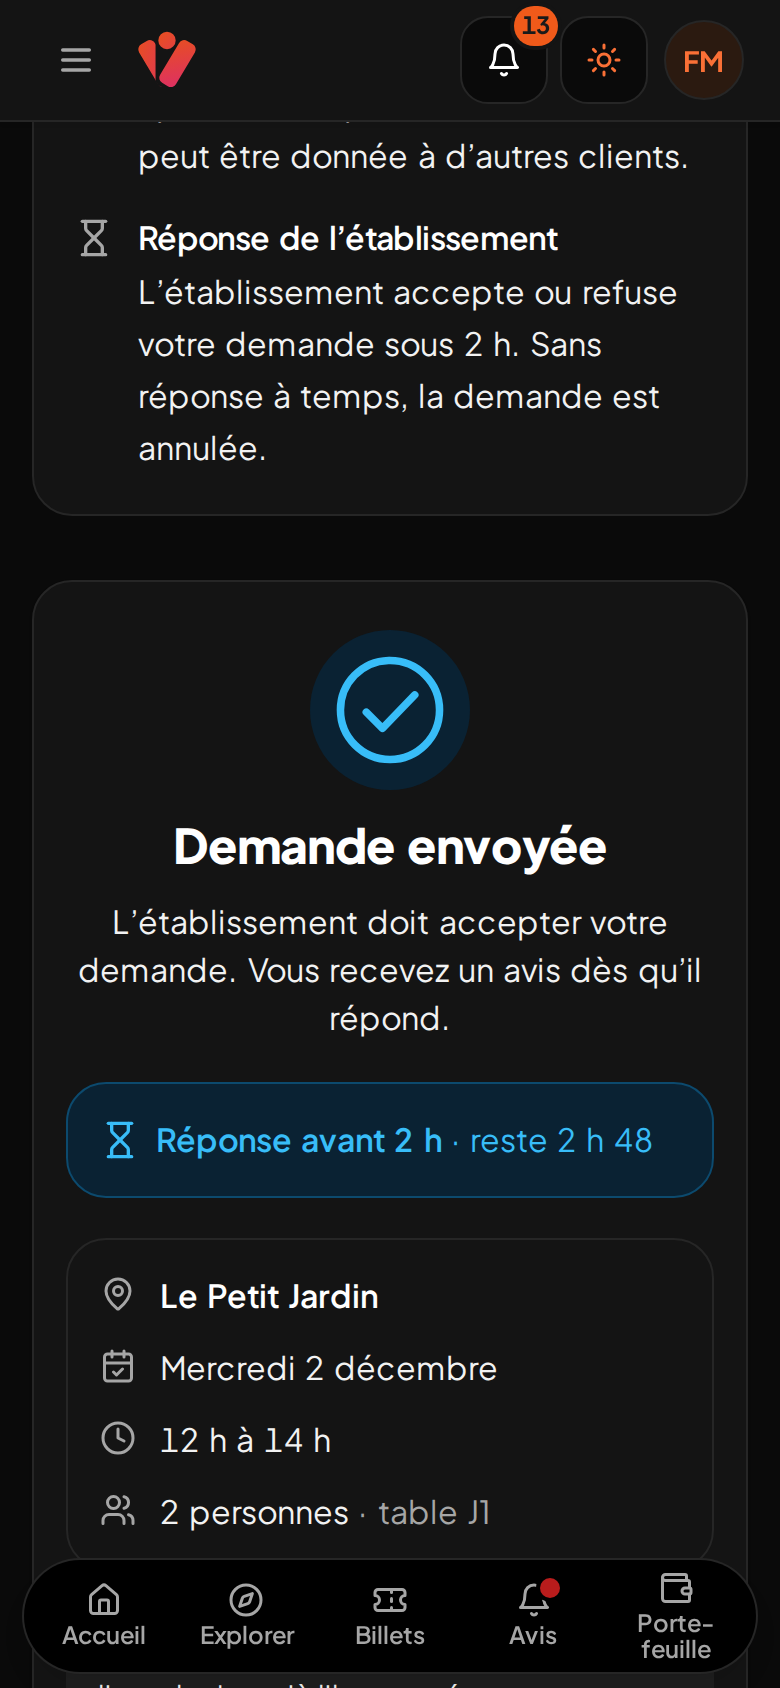 13
FM
peut être donnée à d’autres clients.
Réponse de l’établissement
L’établissement accepte ou refuse
votre demande sous 2 h. Sans
réponse à temps, la demande est
annulée.
Demande envoyée
L’établissement doit accepter votre
demande. Vous recevez un avis dès qu’il
répond.
Réponse avant 2 h · reste 2 h 48
Le Petit Jardin
Mercredi 2 décembre
12 h à 14 h
2 personnes · table J1
Accueil
Explorer
Billets
Avis
Porte-
feuille